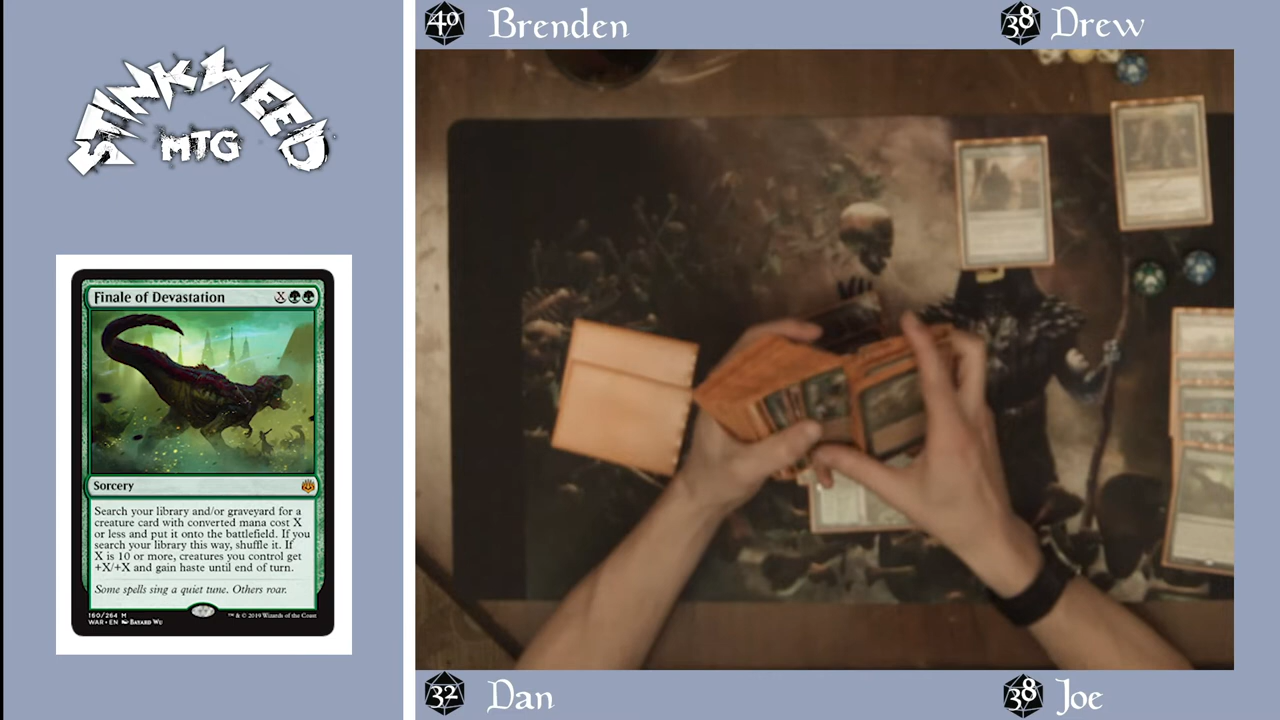 STINKWEED
MTG
40 Brenden
38 Drew
Finale of Devastation X
Sorcery
Search your library and/or graveyard for a
creature card with converted mana cost X
or less and put it onto the battlefield. If you
search your library this way, shuffle it. If
X is 10 or more, creatures you control get
+X/+X and gain haste until end of turn.
Some spells sing a quiet tune. Others roar.
160/264 M
WAR • EN Bayard Wu
™ & © 2019 Wizards of the Coast
32 Dan
38 Joe